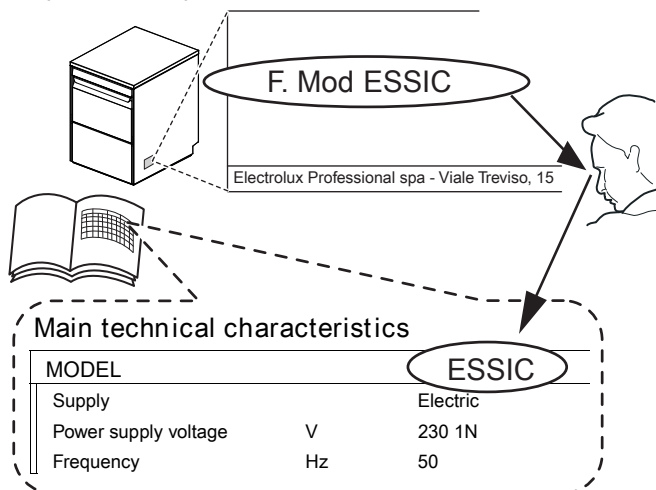 F. Mod ESSIC
Electrolux Professional spa - Viale Treviso, 15
Main technical characteristics
MODEL ESSIC
Supply Electric
Power supply voltage V 230 1N
Frequency Hz 50